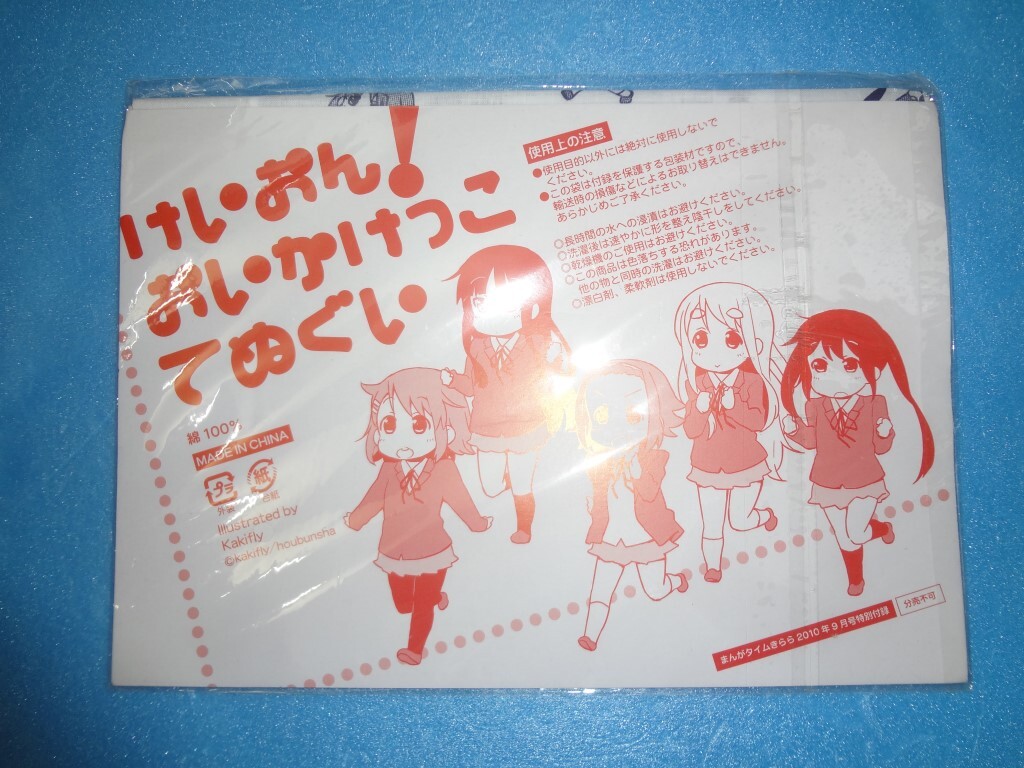 けいおん!
おいかけっこ
てぬぐい
使用上の注意
●使用目的以外には絶対に使用しないで
ください。
●この袋は付録を保護する包装材ですので、
輸送時の損傷などによるお取り替えはできません。
あらかじめご了承ください。
○長時間の水への浸漬はお避けください。
○洗濯後は速やかに形を整え陰干しをしてください。
○乾燥機のご使用はお避けください。
○この商品は色落ちする恐れがあります。
他の物と同時の洗濯はお避けください。
○漂白剤、柔軟剤は使用しないでください。
綿 100%
MADE IN CHINA
プラ 紙
外装 台紙
Illustrated by
Kakifly
©kakifly/houbunsha
まんがタイムきらら2010年9月号特別付録
分売不可